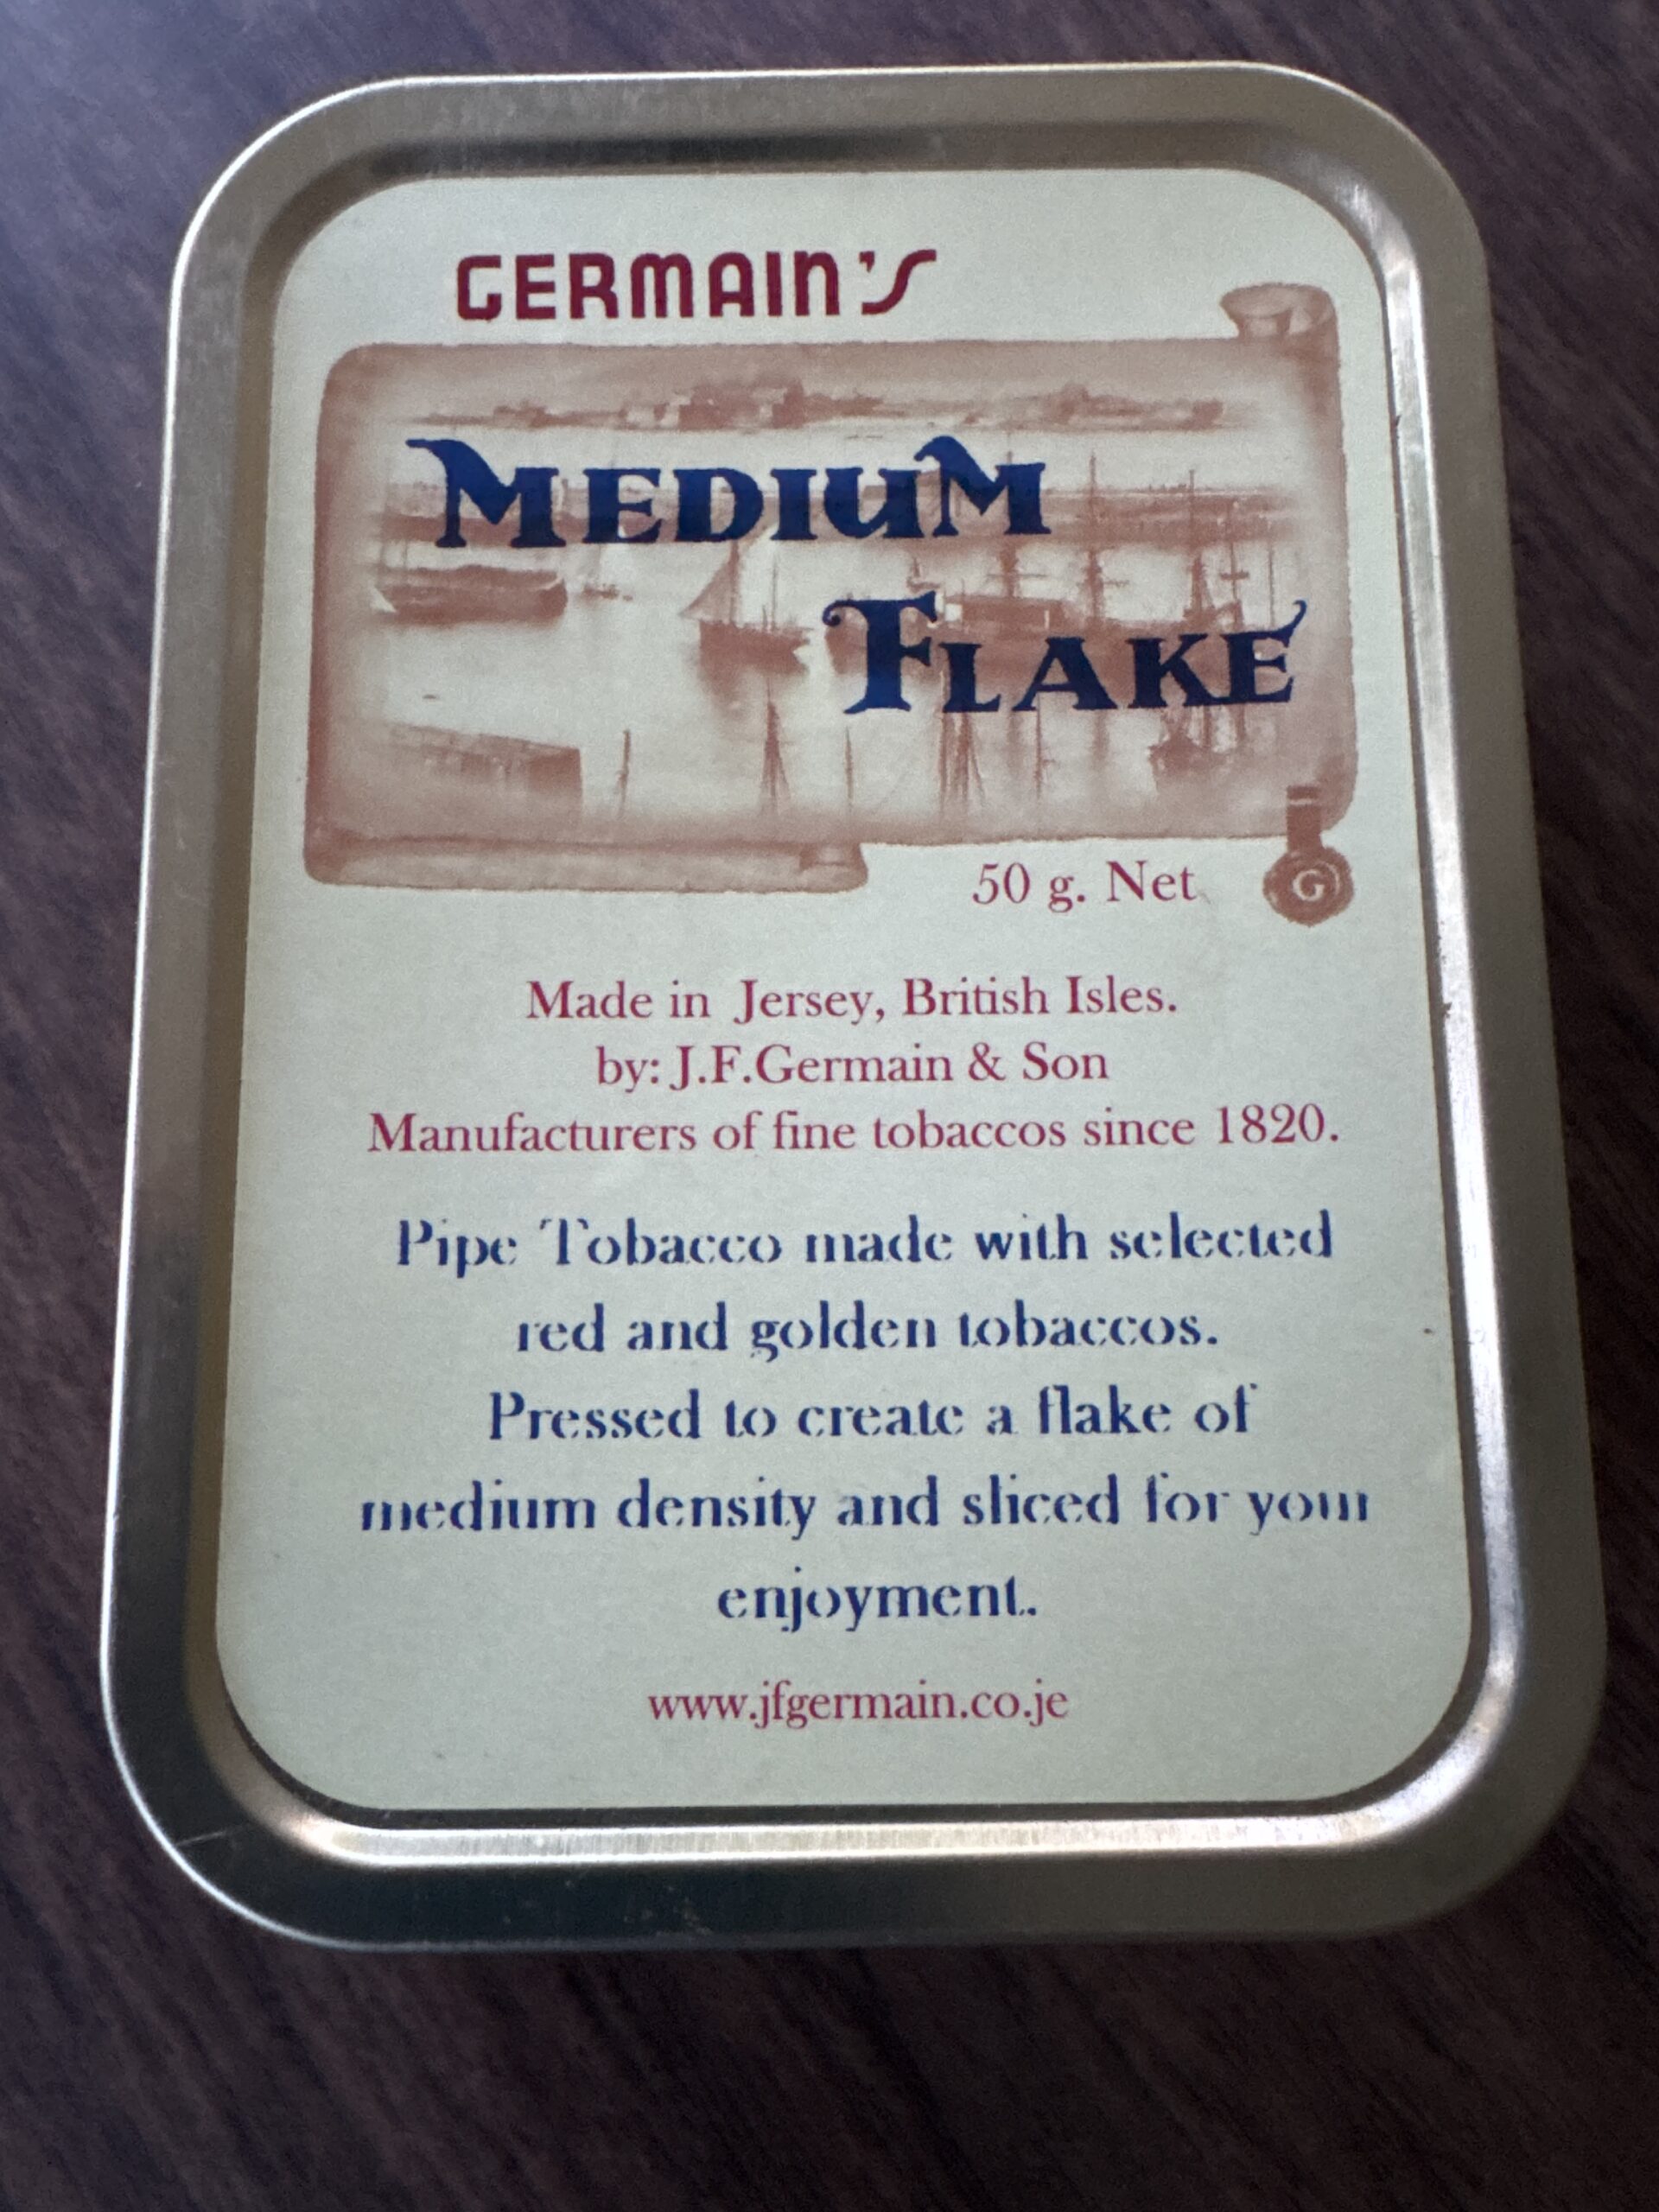 GERMAIN'S
MEDIUM
FLAKE
50 g. Net
G
Made in Jersey, British Isles.
by: J.F.Germain & Son
Manufacturers of fine tobaccos since 1820.
Pipe Tobacco made with selected
red and golden tobaccos.
Pressed to create a flake of
medium density and sliced for your
enjoyment.
www.jfgermain.co.je